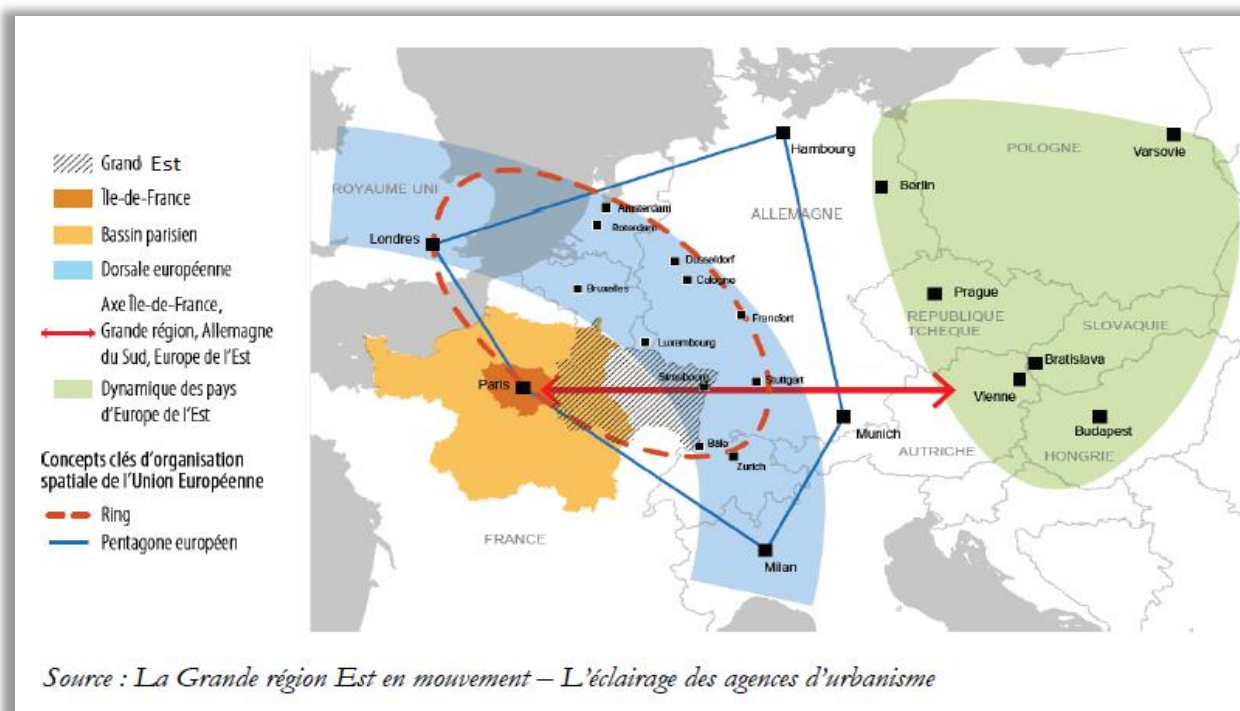 Grand Est
Île-de-France
Bassin parisien
Dorsale européenne
Axe Île-de-France,
Grande région, Allemagne
du Sud, Europe de l'Est
Dynamique des pays
d'Europe de l'Est
Concepts clés d'organisation
spatiale de l'Union Européenne
Ring
Pentagone européen
Hambourg
POLOGNE
Varsovie
ROYAUME UNI
Berlin
Amsterdam
ALLEMAGNE
Roterdam
Londres
Düsseldorf
Cologne
Bruxelles
Prague
Francfort
RÉPUBLIQUE
TCHEQUE
SLOVAQUIE
Luxembourg
Bratislava
Paris
Strasbourg
Stuttgart
Vienne
Munich
Budapest
Bâle
AUTRICHE
HONGRIE
Zurich
FRANCE
Milan
Source : La Grande région Est en mouvement – L'éclairage des agences d'urbanisme